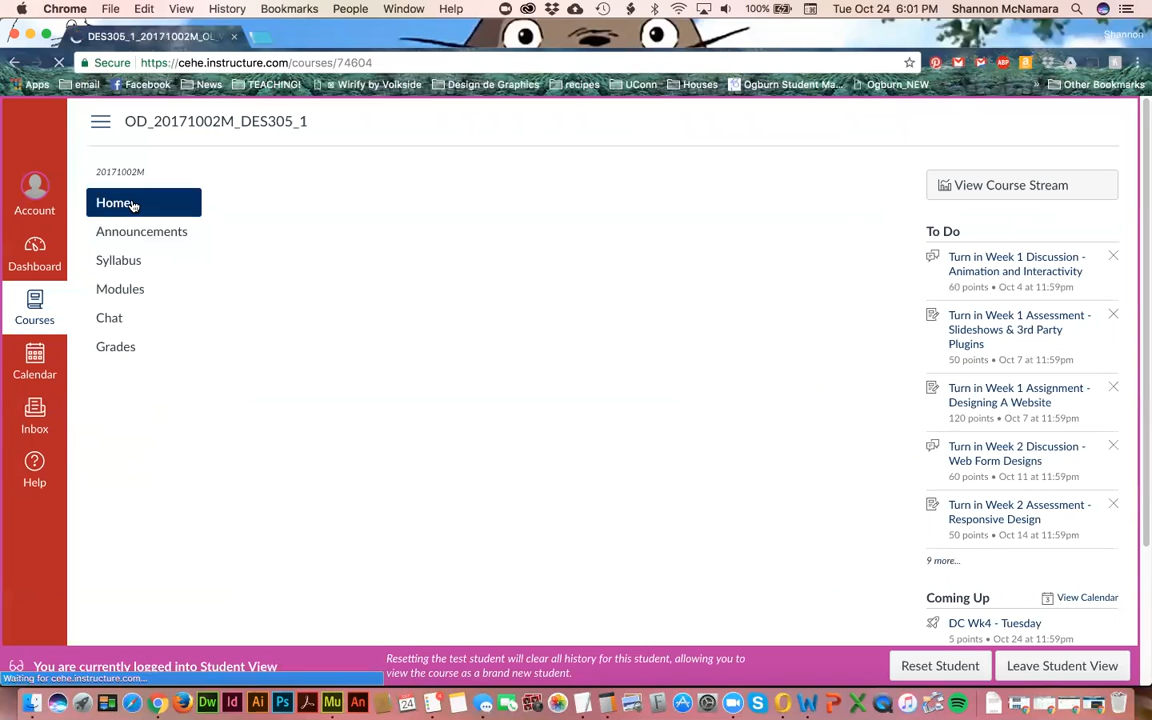 Chrome File Edit View History Bookmarks People Window Help 100% Tue Oct 24 6:01 PM Shannon McNamara
DES305_1_20171002M_OL × Shannon
Secure https://cehe.instructure.com/courses/74604
Apps email Facebook News TEACHING! Wirify by Volkside Design de Graphics recipes UConn Houses Ogburn Student Ma... Ogburn_NEW » Other Bookmarks
OD_20171002M_DES305_1
20171002M
Home
Announcements
Syllabus
Modules
Chat
Grades
Account
Dashboard
Courses
Calendar
Inbox
Help
View Course Stream
To Do
Turn in Week 1 Discussion -
Animation and Interactivity
60 points • Oct 4 at 11:59pm
Turn in Week 1 Assessment -
Slideshows & 3rd Party
Plugins
50 points • Oct 7 at 11:59pm
Turn in Week 1 Assignment -
Designing A Website
120 points • Oct 7 at 11:59pm
Turn in Week 2 Discussion -
Web Form Designs
60 points • Oct 11 at 11:59pm
Turn in Week 2 Assessment -
Responsive Design
50 points • Oct 14 at 11:59pm
9 more...
Coming Up 3 View Calendar
DC Wk4 - Tuesday
5 points • Oct 24 at 11:59pm
You are currently logged into Student View
Waiting for cehe.instructure.com...
Resetting the test student will clear all history for this student, allowing you to
view the course as a brand new student.
Reset Student Leave Student View
Dw Id Ai Ps Mu An 24